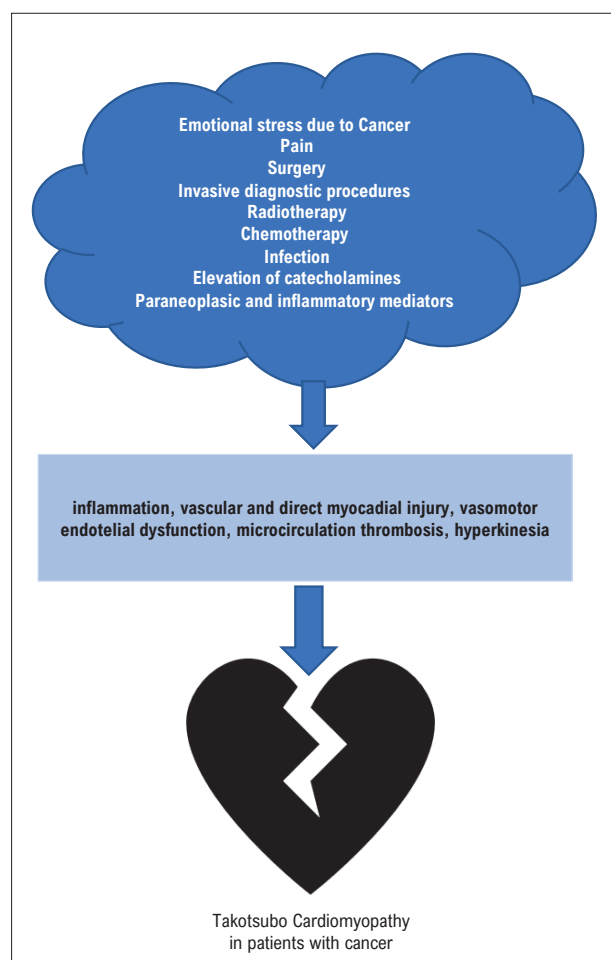 Emotional stress due to Cancer
Pain
Surgery
Invasive diagnostic procedures
Radiotherapy
Chemotherapy
Infection
Elevation of catecholamines
Paraneoplasic and inflammatory mediators
inflammation, vascular and direct myocadial injury, vasomotor
endotelial dysfunction, microcirculation thrombosis, hyperkinesia
Takotsubo Cardiomyopathy
in patients with cancer